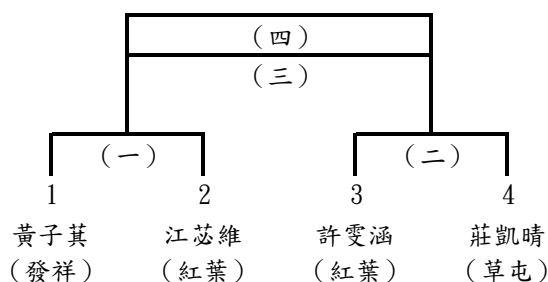 （四）
（三）
（一） （二）
1 2 3 4
黃子萁 江苾維 許雯涵 莊凱晴
（發祥） （紅葉） （紅葉） （草屯）